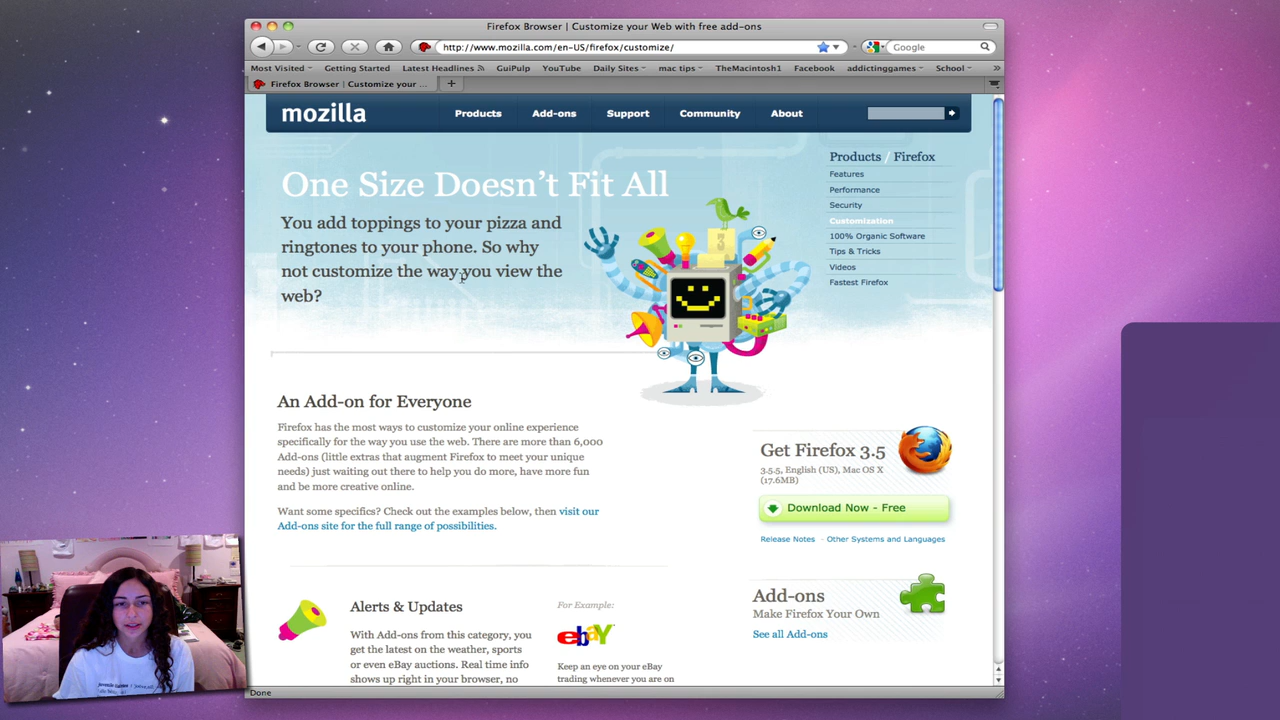 Firefox Browser | Customize your Web with free add-ons
http://www.mozilla.com/en-US/firefox/customize/
Google
Most Visited Getting Started Latest Headlines GuiPulp YouTube Daily Sites mac tips TheMacintosh1 Facebook addictinggames School »
Firefox Browser | Customize your ...
mozilla Products Add-ons Support Community About
Products / Firefox
Features
Performance
Security
Customization
100% Organic Software
Tips & Tricks
Videos
Fastest Firefox
One Size Doesn't Fit All
You add toppings to your pizza and
ringtones to your phone. So why
not customize the way you view the
web?
An Add-on for Everyone
Firefox has the most ways to customize your online experience
specifically for the way you use the web. There are more than 6,000
Add-ons (little extras that augment Firefox to meet your unique
needs) just waiting out there to help you do more, have more fun
and be more creative online.
Want some specifics? Check out the examples below, then visit our
Add-ons site for the full range of possibilities.
Get Firefox 3.5
3.5.5, English (US), Mac OS X
(17.6MB)
Download Now - Free
Release Notes - Other Systems and Languages
Add-ons
Make Firefox Your Own
See all Add-ons
Alerts & Updates
With Add-ons from this category, you
get the latest on the weather, sports
or even eBay auctions. Real time info
shows up right in your browser, no
For Example:
ebaY
Keep an eye on your eBay
trading whenever you are on
Done